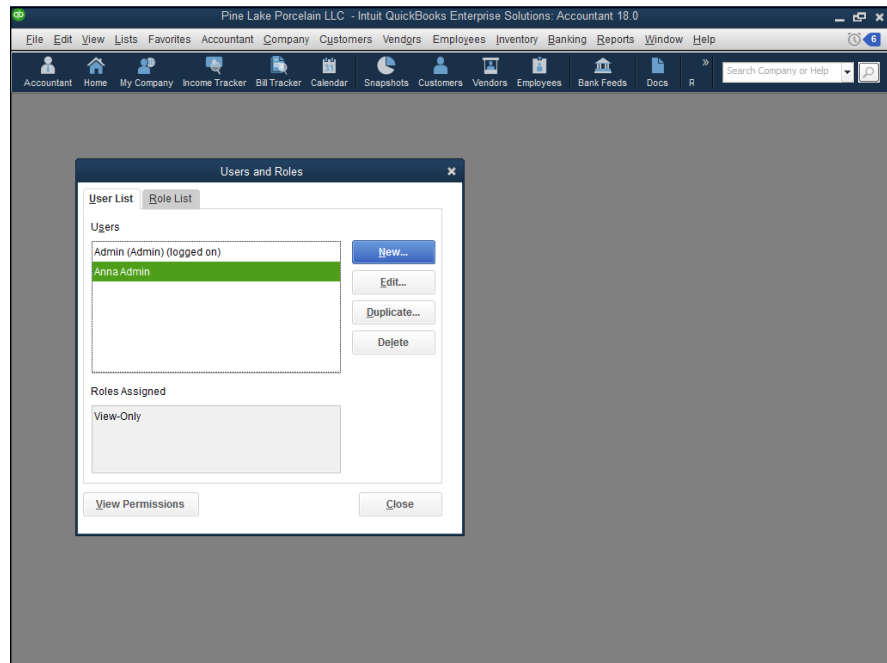 Pine Lake Porcelain LLC - Intuit QuickBooks Enterprise Solutions: Accountant 18.0
File Edit View Lists Favorites Accountant Company Customers Vendors Employees Inventory Banking Reports Window Help 6
Accountant Home My Company Income Tracker Bill Tracker Calendar Snapshots Customers Vendors Employees Bank Feeds Docs R » Search Company or Help
Users and Roles
User List Role List
Users
Admin (Admin) (logged on)
Anna Admin
New...
Edit...
Duplicate...
Delete
Roles Assigned
View-Only
View Permissions Close